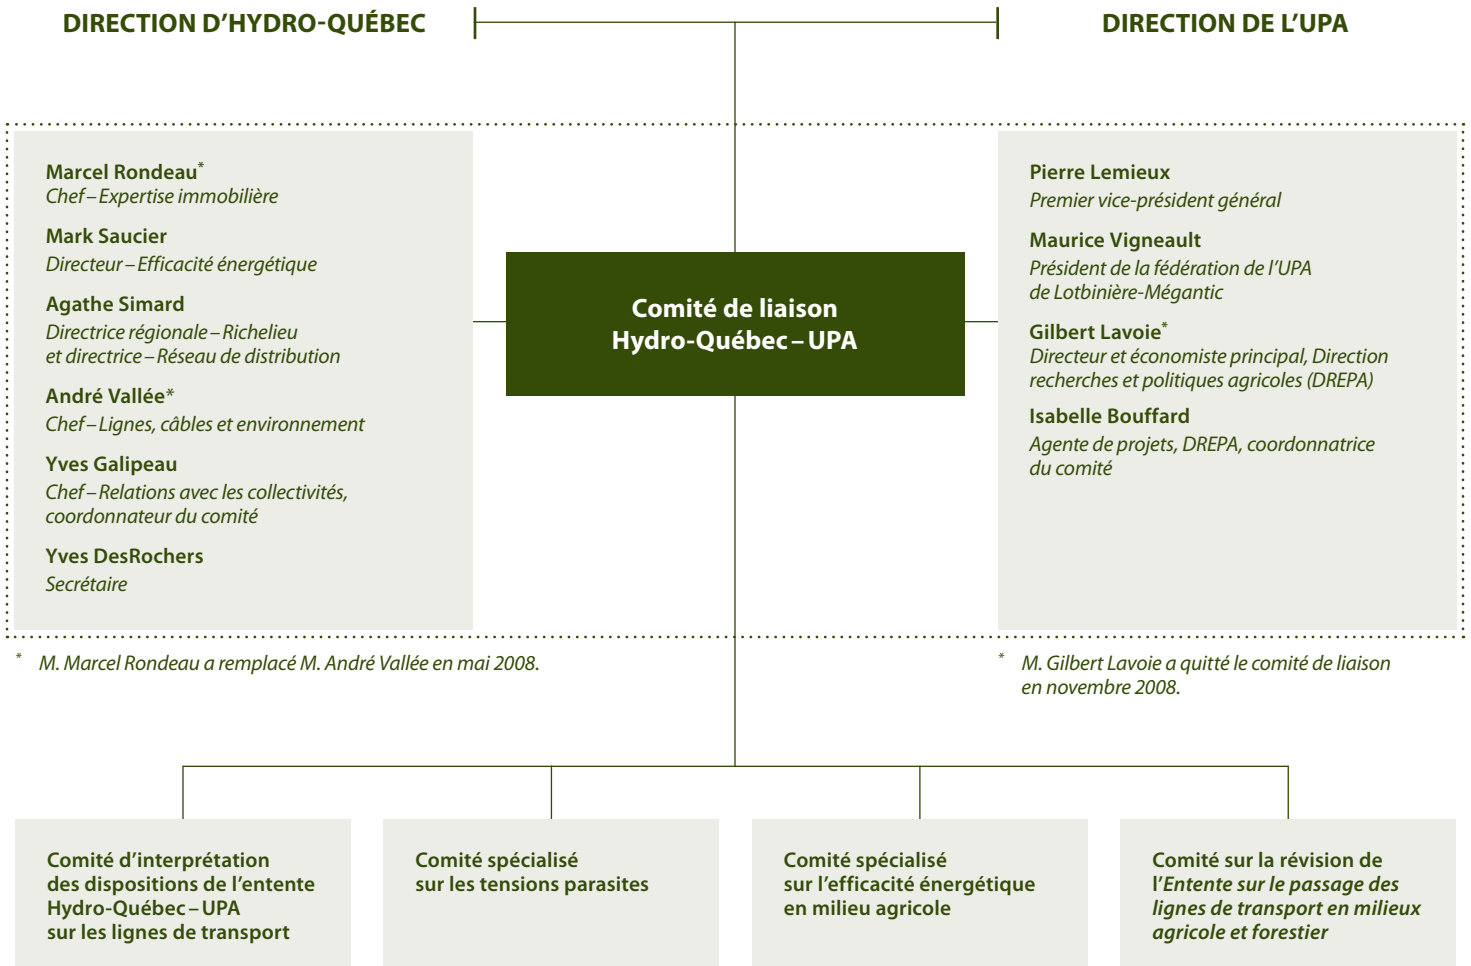 DIRECTION D'HYDRO-QUÉBEC
DIRECTION DE L'UPA
Marcel Rondeau*
Chef – Expertise immobilière
Mark Saucier
Directeur – Efficacité énergétique
Agathe Simard
Directrice régionale – Richelieu
et directrice – Réseau de distribution
André Vallée*
Chef – Lignes, câbles et environnement
Yves Galipeau
Chef – Relations avec les collectivités,
coordonnateur du comité
Yves DesRochers
Secrétaire
Comité de liaison
Hydro-Québec – UPA
Pierre Lemieux
Premier vice-président général
Maurice Vigneault
Président de la fédération de l'UPA
de Lotbinière-Mégantic
Gilbert Lavoie*
Directeur et économiste principal, Direction
recherches et politiques agricoles (DREPA)
Isabelle Bouffard
Agente de projets, DREPA, coordonnatrice
du comité
* M. Marcel Rondeau a remplacé M. André Vallée en mai 2008.
* M. Gilbert Lavoie a quitté le comité de liaison
en novembre 2008.
Comité d'interprétation
des dispositions de l'entente
Hydro-Québec – UPA
sur les lignes de transport
Comité spécialisé
sur les tensions parasites
Comité spécialisé
sur l'efficacité énergétique
en milieu agricole
Comité sur la révision de
l'Entente sur le passage des
lignes de transport en milieux
agricole et forestier